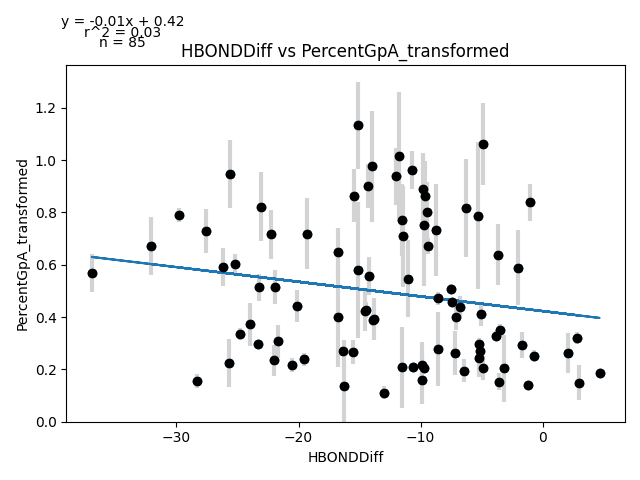 y = -0.01x + 0.42
r^2 = 0.03
n = 85
HBONDDiff vs PercentGpA_transformed
PercentGpA_transformed
1.2
1.0
0.8
0.6
0.4
0.2
0.0
−30
−20
−10
0
HBONDDiff